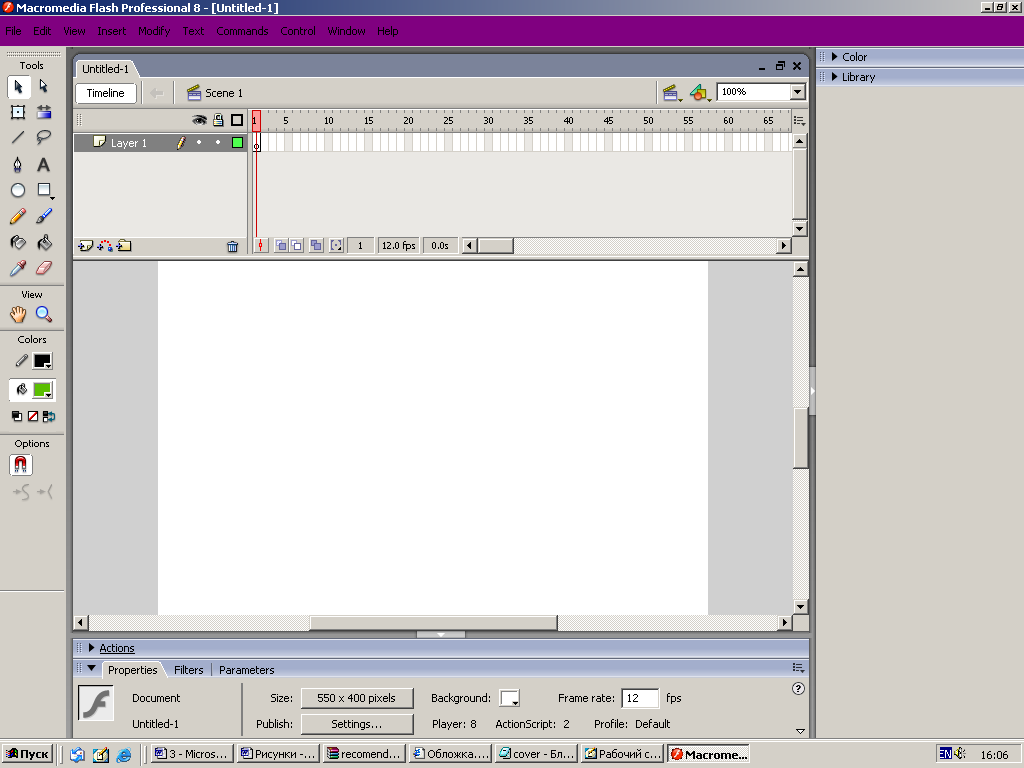 Macromedia Flash Professional 8 - [Untitled-1]
File Edit View Insert Modify Text Commands Control Window Help
Tools
View
Colors
Options
Untitled-1
Timeline Scene 1 100%
1 5 10 15 20 25 30 35 40 45 50 55 60 65
Layer 1
1 12.0 fps 0.0s
Color
Library
Actions
Properties Filters Parameters
Document Size: 550 x 400 pixels Background: Frame rate: 12 fps
Untitled-1 Publish: Settings... Player: 8 ActionScript: 2 Profile: Default
Пуск 3 - Micros... Рисунки -... recomend... Обложка.... cover - Бл... Рабочий с... Macrome... EN 16:06